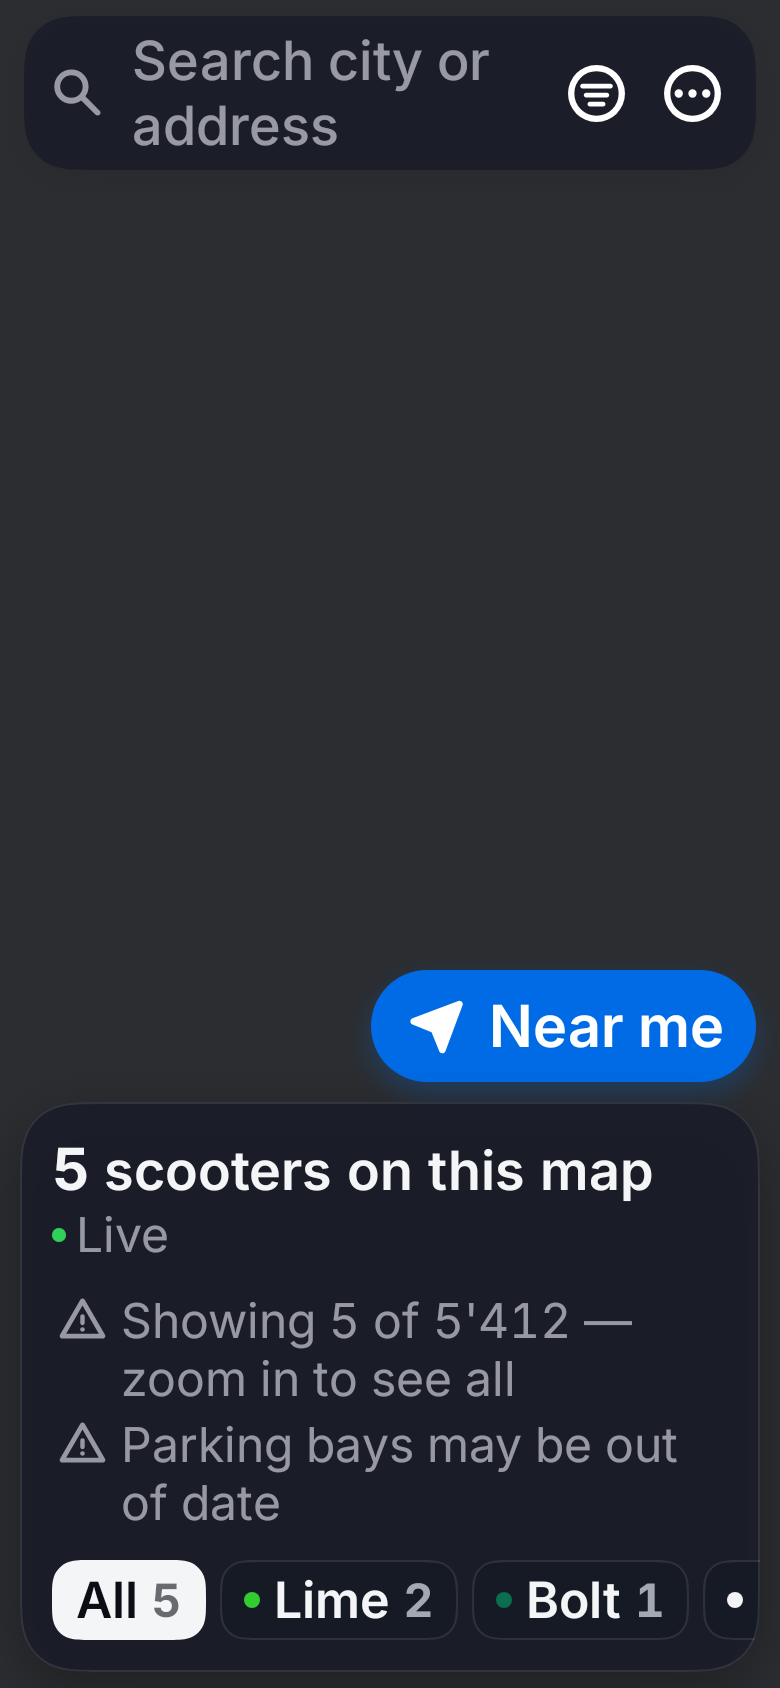 Search city or
address
Near me
5 scooters on this map
Live
Showing 5 of 5'412 —
zoom in to see all
Parking bays may be out
of date
All 5 Lime 2 Bolt 1